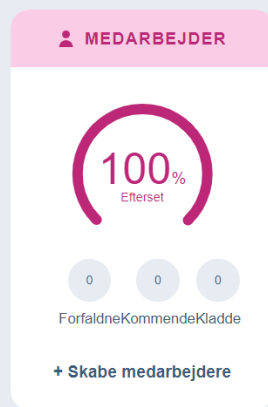 MEDARBEJDER
100%
Efterset
0 0 0
ForfaldneKommendeKladde
+ Skabe medarbejdere